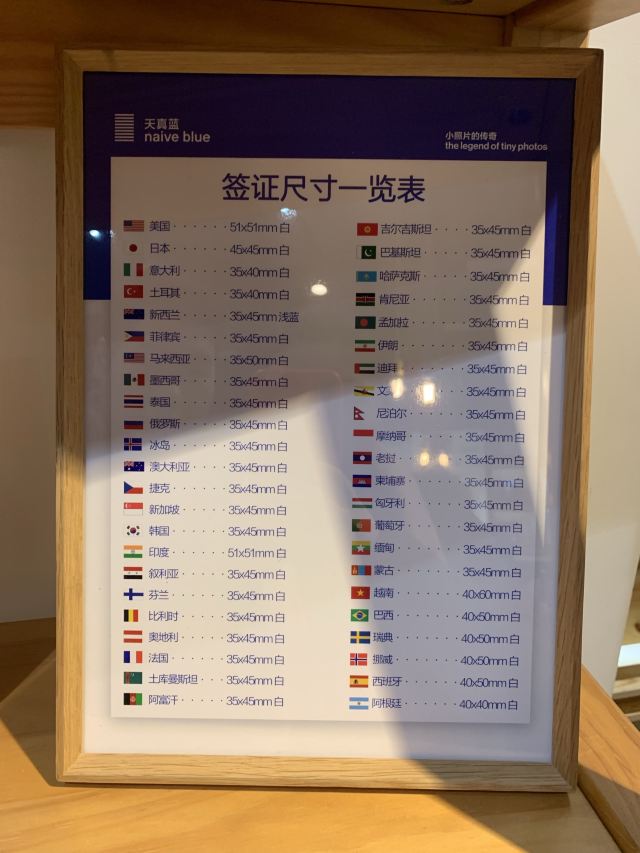 天真蓝
naive blue
小照片的传奇
the legend of tiny photos
签证尺寸一览表
美国 · · · · · · · 51x51mm 白
日本 · · · · · · · 45x45mm 白
意大利 · · · · · · 35x40mm 白
土耳其 · · · · · · 35x40mm 白
新西兰 · · · · · · 35x45mm 浅蓝
菲律宾 · · · · · · 35x45mm 白
马来西亚 · · · · · 35x50mm 白
墨西哥 · · · · · · 35x45mm 白
泰国 · · · · · · · 35x45mm 白
俄罗斯 · · · · · · 35x45mm 白
冰岛 · · · · · · · 35x45mm 白
澳大利亚 · · · · · 35x45mm 白
捷克 · · · · · · · 35x45mm 白
新加坡 · · · · · · 35x45mm 白
韩国 · · · · · · · 35x45mm 白
印度 · · · · · · · 51x51mm 白
叙利亚 · · · · · · 35x45mm 白
芬兰 · · · · · · · 35x45mm 白
比利时 · · · · · · 35x45mm 白
奥地利 · · · · · · 35x45mm 白
法国 · · · · · · · 35x45mm 白
土库曼斯坦 · · · · 35x45mm 白
阿富汗 · · · · · · 35x45mm 白
吉尔吉斯坦 · · · · 35x45mm 白
巴基斯坦 · · · · · 35x45mm 白
哈萨克斯 · · · · · 35x45mm 白
肯尼亚 · · · · · · 35x45mm 白
孟加拉 · · · · · · 35x45mm 白
伊朗 · · · · · · · 35x45mm 白
迪拜 · · · · · · · 35x45mm 白
文 · · · · · · 35x45mm 白
尼泊尔 · · · · · · 35x45mm 白
摩纳哥 · · · · · · 35x45mm 白
老挝 · · · · · · · 35x45mm 白
柬埔寨 · · · · · · 35x45mm 白
匈牙利 · · · · · · 35x45mm 白
葡萄牙 · · · · · · 35x45mm 白
缅甸 · · · · · · · 35x45mm 白
蒙古 · · · · · · · 35x45mm 白
越南 · · · · · · · 40x60mm 白
巴西 · · · · · · · 40x50mm 白
瑞典 · · · · · · · 40x50mm 白
挪威 · · · · · · · 40x50mm 白
西班牙 · · · · · · 40x50mm 白
阿根廷 · · · · · · 40x40mm 白